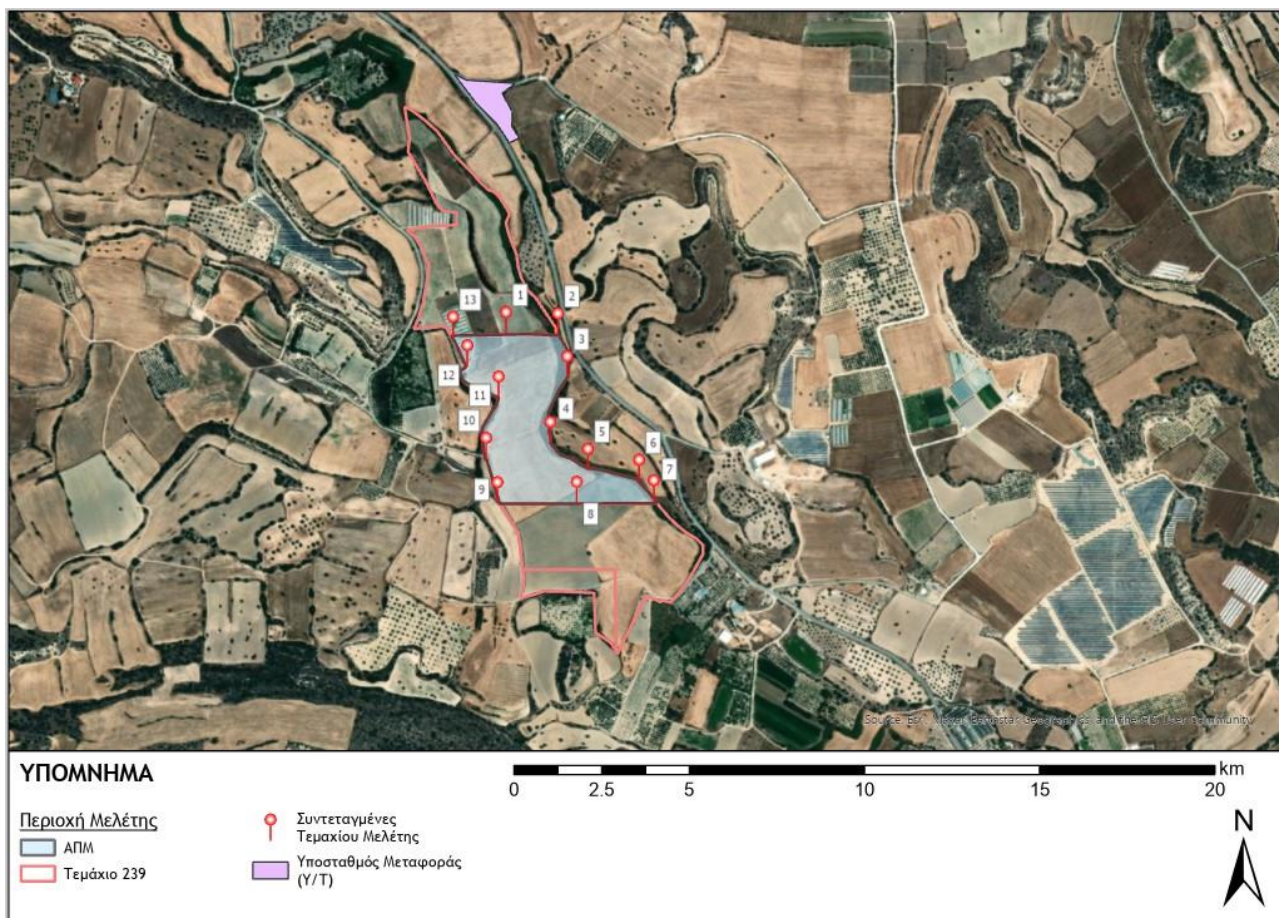 1
2
13
3
12
11
4
10
5
6
7
9
8
Source: Esri, Maxar, Earthstar Geographics, and the GIS User Community
ΥΠΟΜΝΗΜΑ
Περιοχή Μελέτης
ΑΠΜ
Τεμάχιο 239
Συντεταγμένες
Τεμαχίου Μελέτης
Υποσταθμός Μεταφοράς
(Υ/Τ)
km
0 2.5 5 10 15 20
N